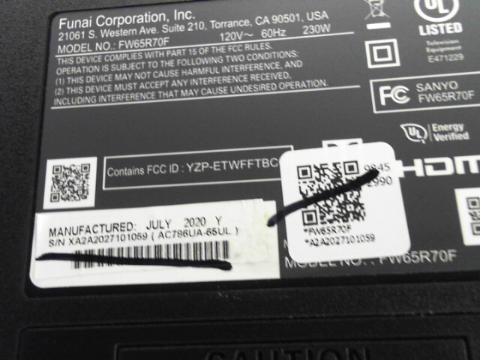 Funai Corporation, Inc.
21061 S. Western Ave. Suite 210, Torrance, CA 90501, USA
MODEL NO.: FW65R70F 120V~ 60Hz 230W
THIS DEVICE COMPLIES WITH PART 15 OF THE FCC RULES.
OPERATION IS SUBJECT TO THE FOLLOWING TWO CONDITIONS:
(1) THIS DEVICE MAY NOT CAUSE HARMFUL INTERFERENCE, AND
(2) THIS DEVICE MUST ACCEPT ANY INTERFERENCE RECEIVED,
INCLUDING INTERFERENCE THAT MAY CAUSE UNDESIRED OPERATION.
UL
LISTED
E471229
FC SANYO
FW65R70F
UL Energy
Verified
Contains FCC ID : YZP-ETWFFTBC
HDMI
MANUFACTURED: JULY 2020 Y
S/N XA2A2027101059 ( AC786UA-65UL )
9845
2990
*FW65R70F
*A2A2027101059
MODEL NO.: FW65R70F
CAUTION